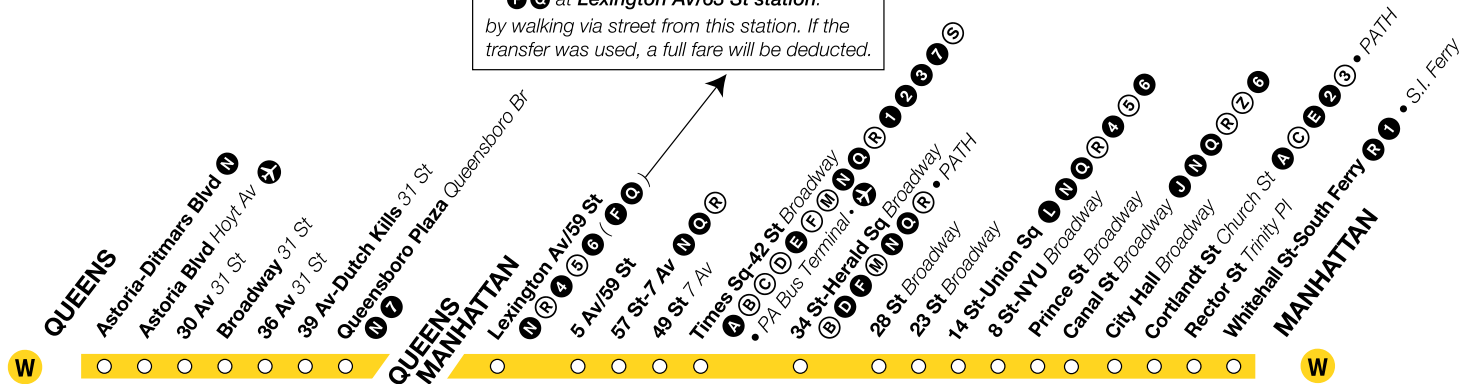 F Q at Lexington Av/63 St station.
by walking via street from this station. If the
transfer was used, a full fare will be deducted.
W
QUEENS
Astoria-Ditmars Blvd N
Astoria Blvd Hoyt Av
30 Av 31 St
Broadway 31 St
36 Av 31 St
39 Av-Dutch Kills 31 St
Queensboro Plaza Queensboro Br
N 7
QUEENS
MANHATTAN
Lexington Av/59 St
N R 4 5 6 ( F Q )
5 Av/59 St
57 St-7 Av N Q R
49 St 7 Av
Times Sq-42 St Broadway
A B C D E F M N Q R 1 2 3 7 S
• PA Bus Terminal •
34 St-Herald Sq Broadway
B D F M N Q R • PATH
28 St Broadway
23 St Broadway
14 St-Union Sq L N Q R 4 5 6
8 St-NYU Broadway
Prince St Broadway
Canal St Broadway J N Q R Z 6
City Hall Broadway
Cortlandt St Church St A C E 2 3 • PATH
Rector St Trinity Pl
Whitehall St-South Ferry R 1 • S.I. Ferry
MANHATTAN
W